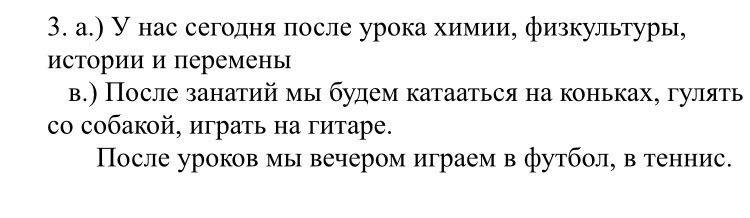 3. а.) У нас сегодня после урока химии, физкультуры,
истории и перемены
в.) После занатий мы будем катааться на коньках, гулять
со собакой, играть на гитаре.
После уроков мы вечером играем в футбол, в теннис.